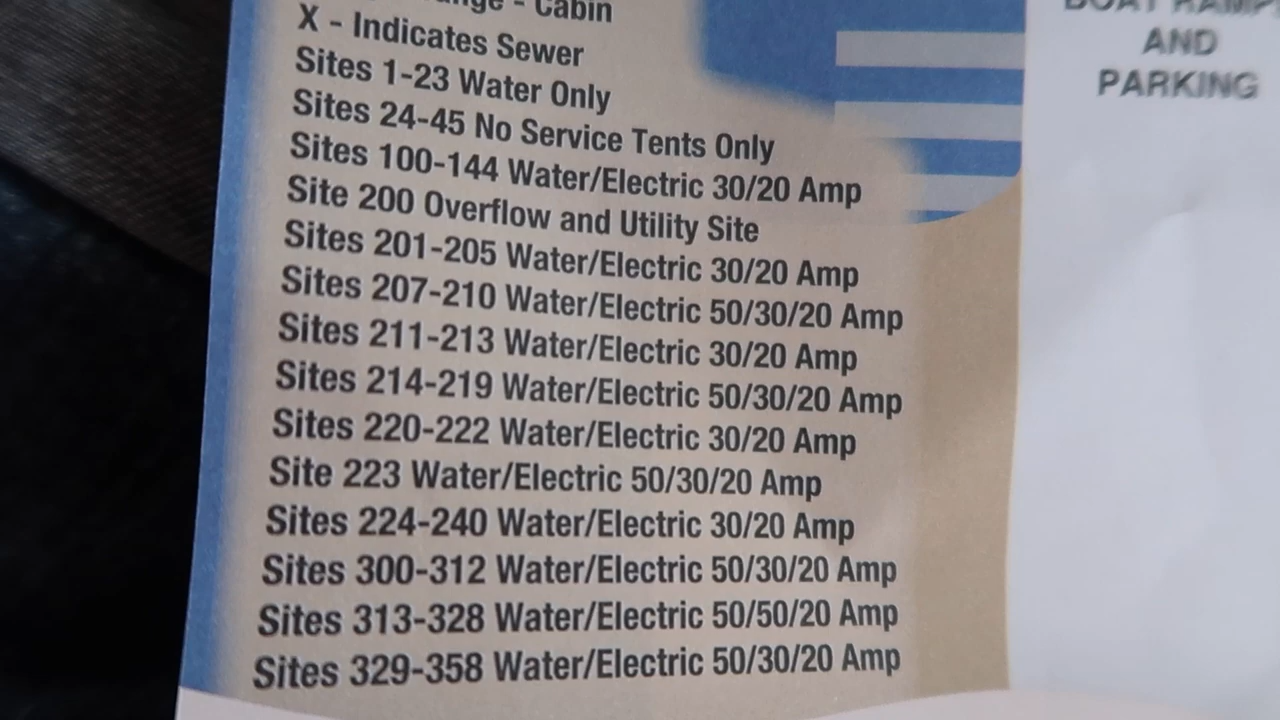 - Cabin
X - Indicates Sewer
Sites 1-23 Water Only
Sites 24-45 No Service Tents Only
Sites 100-144 Water/Electric 30/20 Amp
Site 200 Overflow and Utility Site
Sites 201-205 Water/Electric 30/20 Amp
Sites 207-210 Water/Electric 50/30/20 Amp
Sites 211-213 Water/Electric 30/20 Amp
Sites 214-219 Water/Electric 50/30/20 Amp
Sites 220-222 Water/Electric 30/20 Amp
Site 223 Water/Electric 50/30/20 Amp
Sites 224-240 Water/Electric 30/20 Amp
Sites 300-312 Water/Electric 50/30/20 Amp
Sites 313-328 Water/Electric 50/50/20 Amp
Sites 329-358 Water/Electric 50/30/20 Amp
BOAT RAMP
AND
PARKING